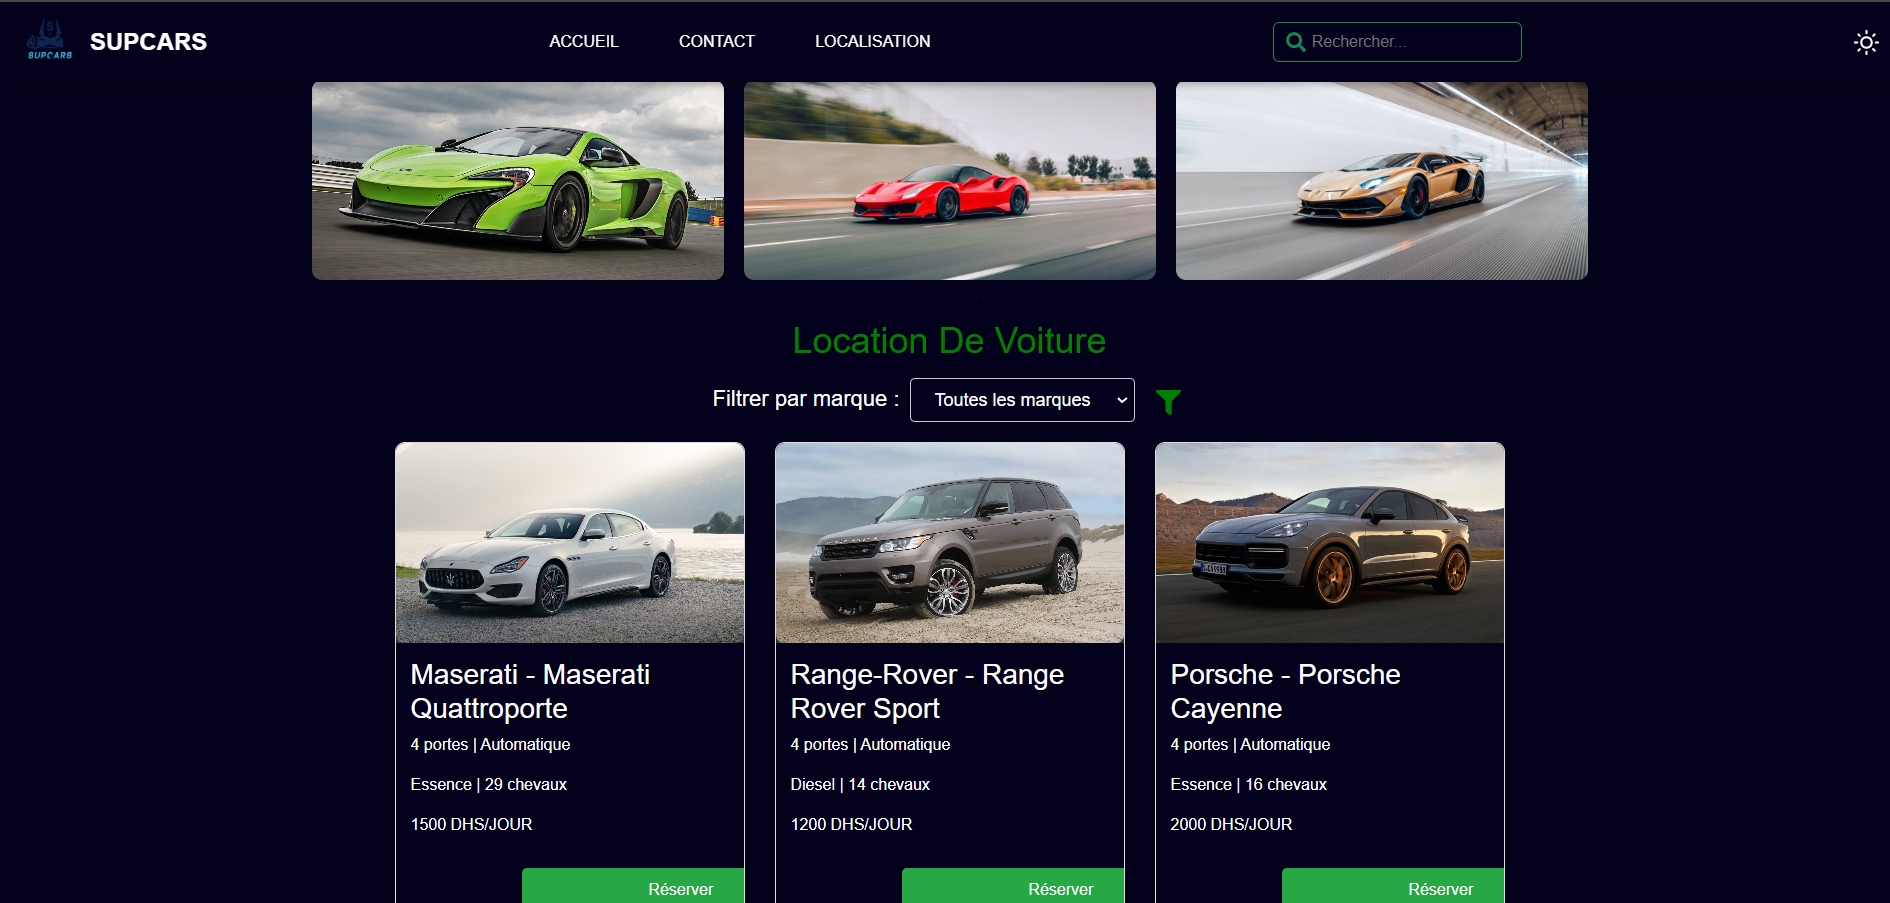 SUPCARS
SUPCARS
ACCUEIL
CONTACT
LOCALISATION
Rechercher...
Location De Voiture
Filtrer par marque :
Toutes les marques
Maserati - Maserati
Quattroporte
4 portes | Automatique
Essence | 29 chevaux
1500 DHS/JOUR
Réserver
Range-Rover - Range
Rover Sport
4 portes | Automatique
Diesel | 14 chevaux
1200 DHS/JOUR
Réserver
Porsche - Porsche
Cayenne
4 portes | Automatique
Essence | 16 chevaux
2000 DHS/JOUR
Réserver